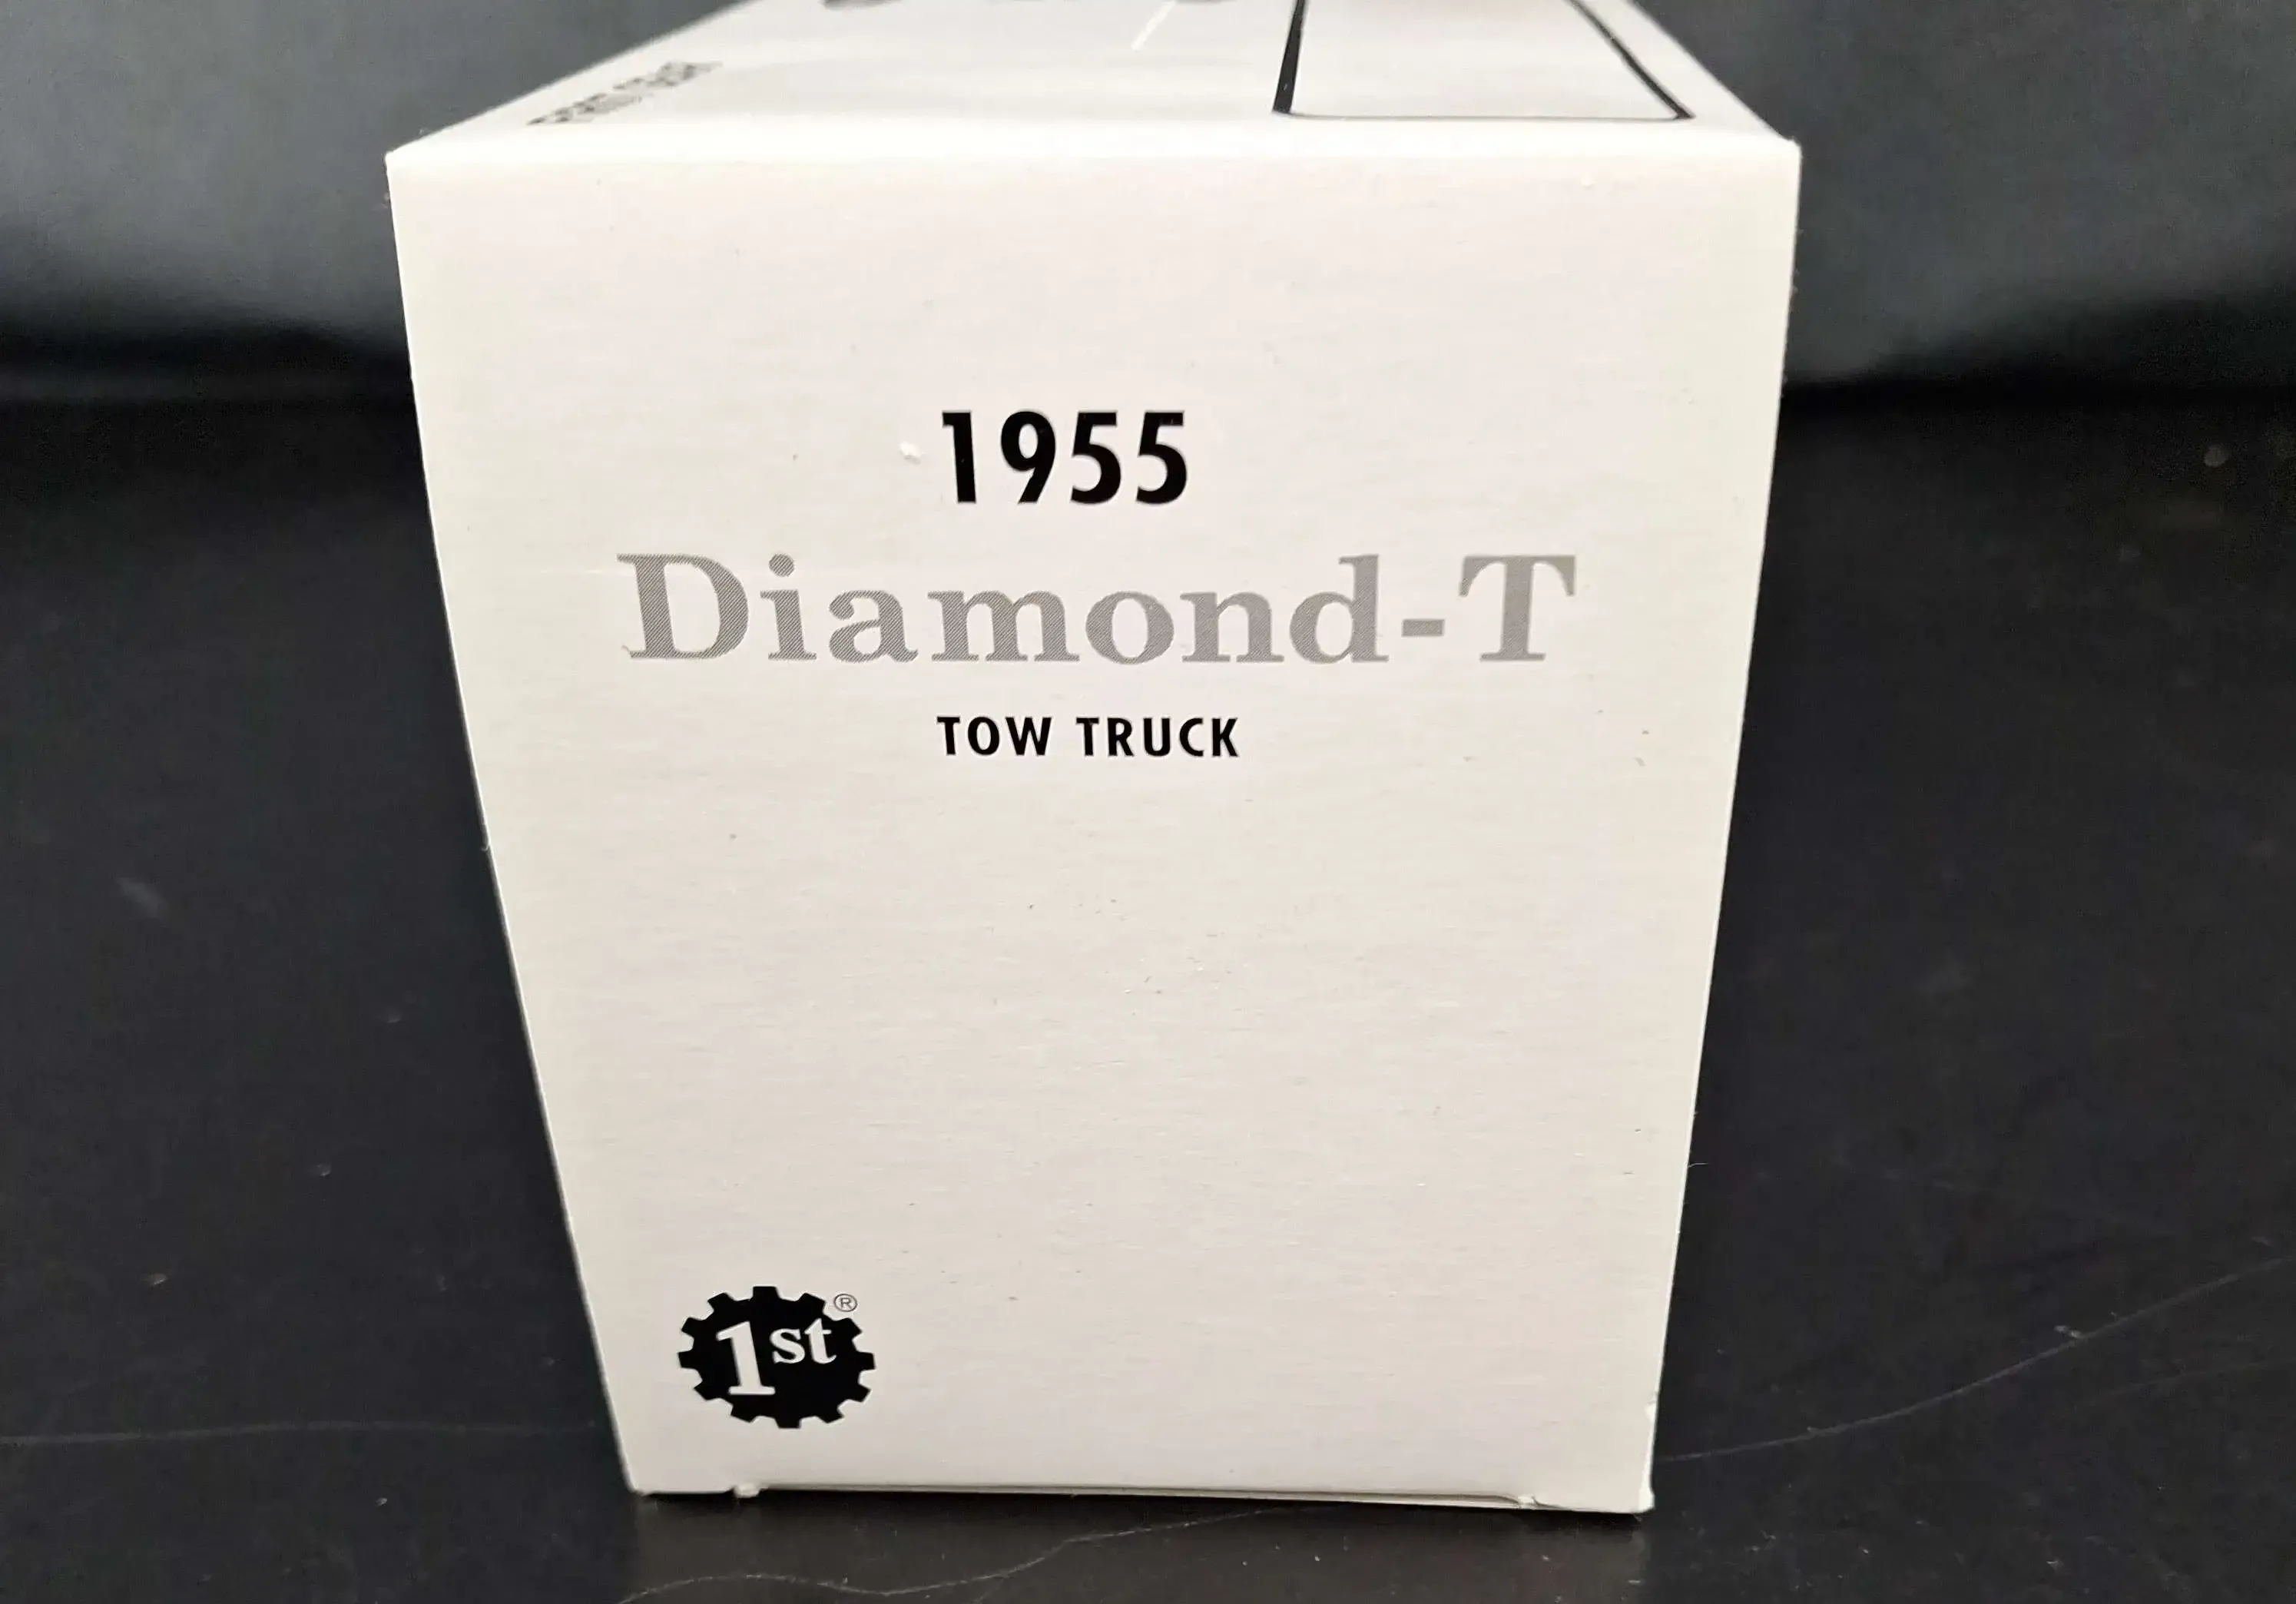 1955
Diamond-T
TOW TRUCK
1st®